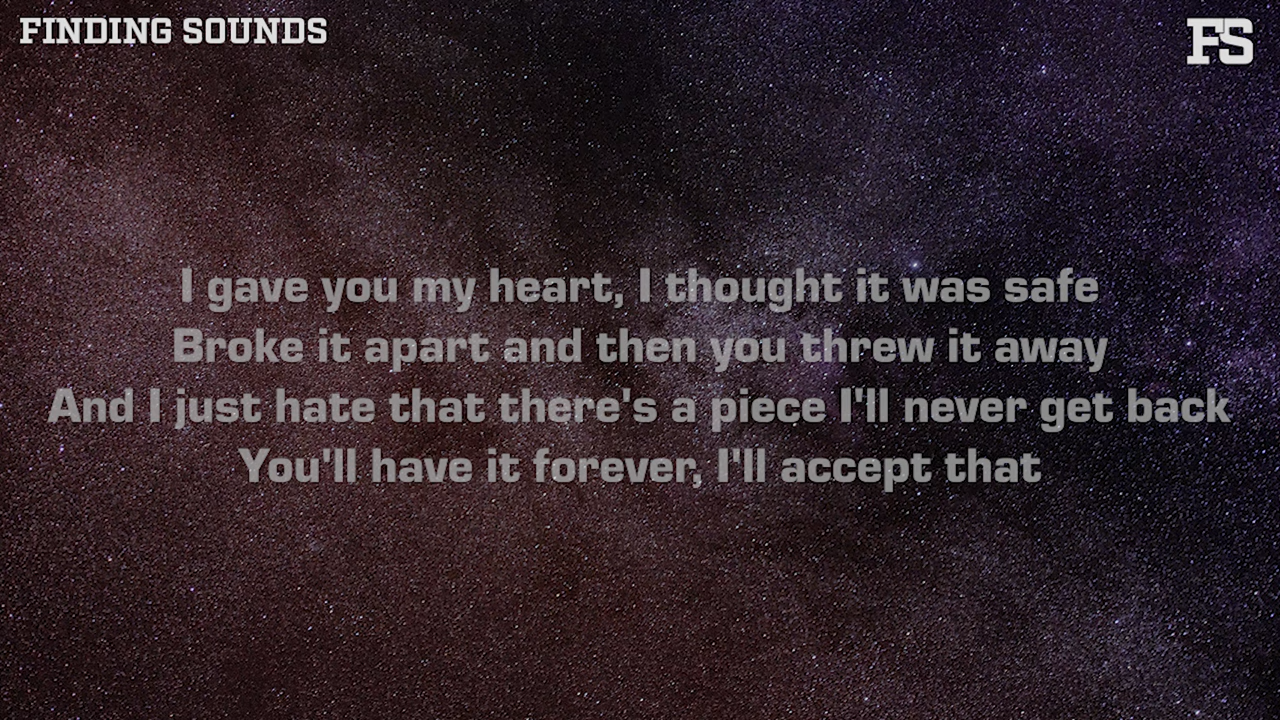 FINDING SOUNDS
FS
I gave you my heart, I thought it was safe
Broke it apart and then you threw it away
And I just hate that there's a piece I'll never get back
You'll have it forever, I'll accept that